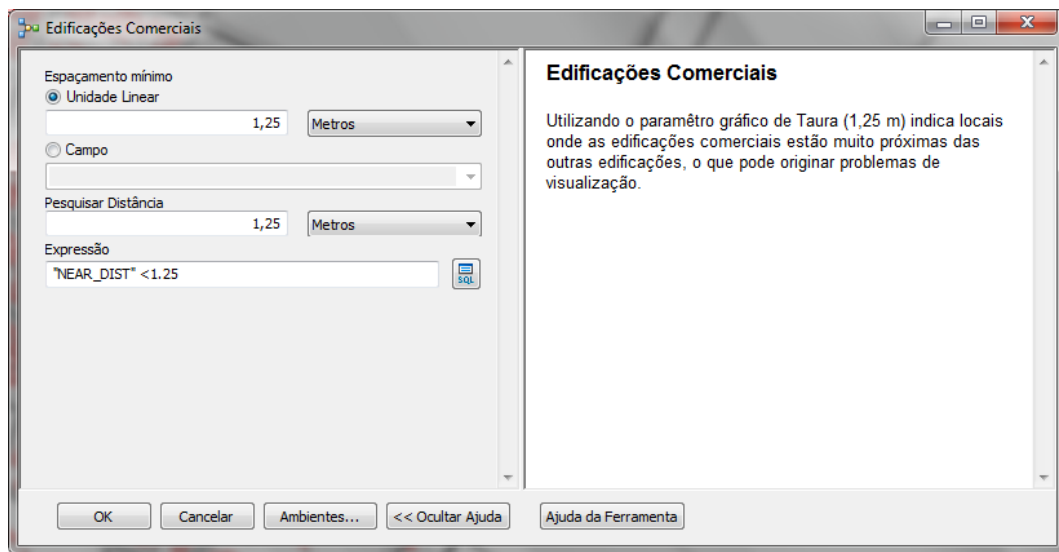 Edificações Comerciais
Espaçamento mínimo
Unidade Linear
1,25 Metros
Campo
Pesquisar Distância
1,25 Metros
Expressão
"NEAR_DIST" <1.25
SQL
Edificações Comerciais
Utilizando o paramêtro gráfico de Taura (1,25 m) indica locais
onde as edificações comerciais estão muito próximas das
outras edificações, o que pode originar problemas de
visualização.
OK Cancelar Ambientes... << Ocultar Ajuda Ajuda da Ferramenta